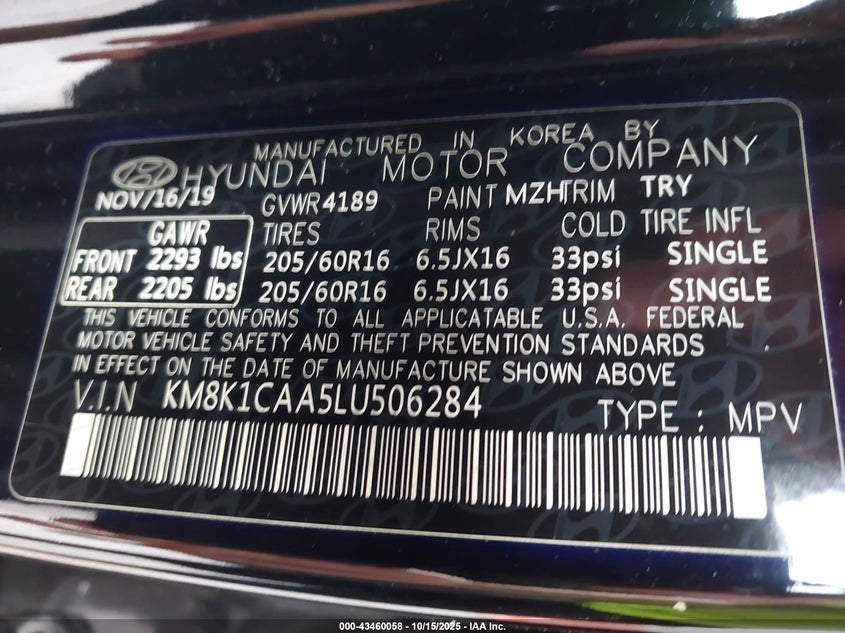 MANUFACTURED IN KOREA BY
HYUNDAI MOTOR COMPANY
NOV/16/19 GVWR 4189 PAINT MZH TRIM TRY
GAWR TIRES RIMS COLD TIRE INFL
FRONT 2293 lbs 205/60R16 6.5JX16 33psi SINGLE
REAR 2205 lbs 205/60R16 6.5JX16 33psi SINGLE
THIS VEHICLE CONFORMS TO ALL APPLICATABLE U.S.A. FEDERAL
MOTOR VEHICLE SAFETY AND THEFT PREVENTION STANDARDS
IN EFFECT ON THE DATE OF MANUFACTURE SHOWN ABOVE.
V.I.N KM8K1CAA5LU506284 TYPE : MPV
000-43460058 - 10/15/2025 - IAA Inc.